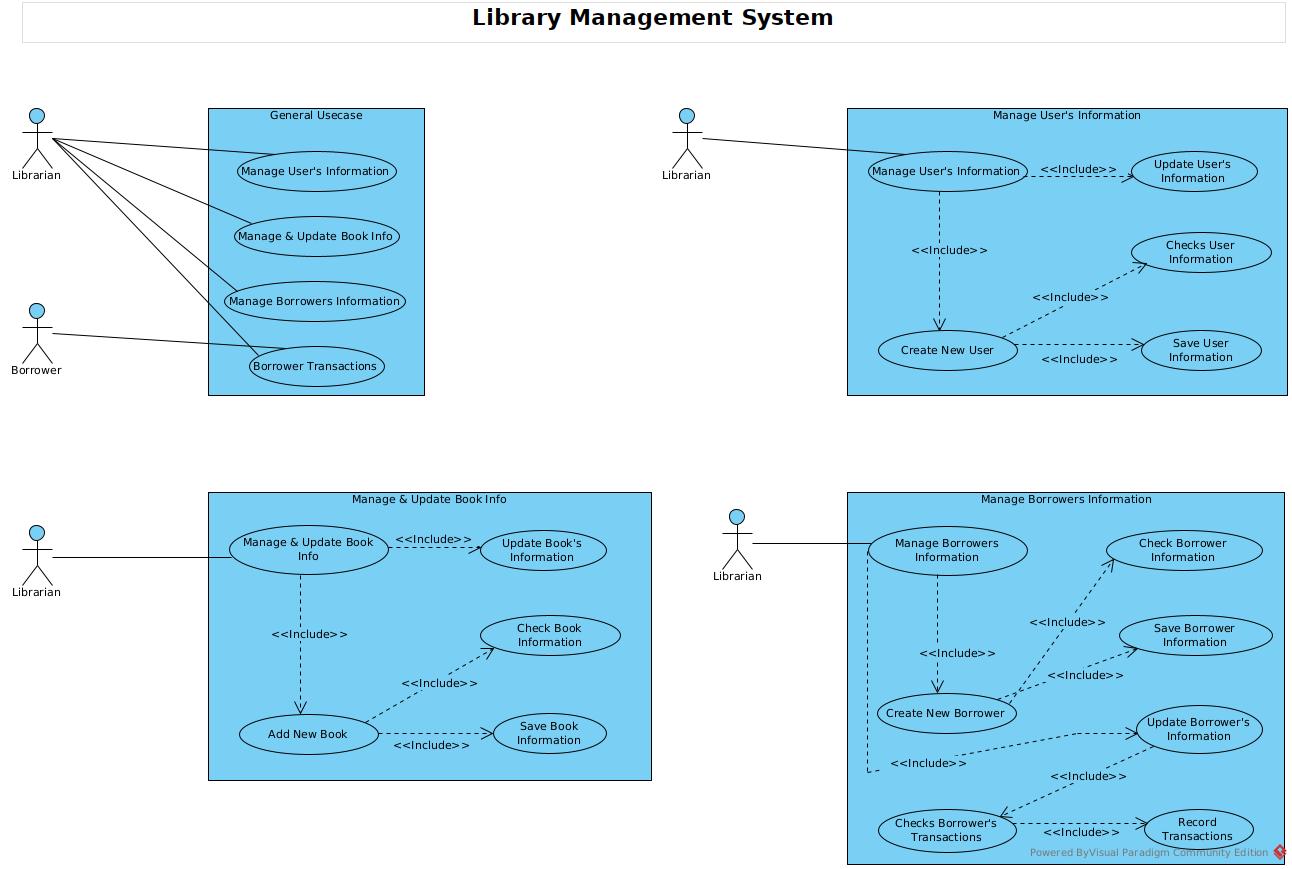 Library Management System
General Usecase
Librarian
Manage User's Information
Manage & Update Book Info
Manage Borrowers Information
Borrower
Borrower Transactions
Manage User's Information
Librarian
Manage User's Information
<<Include>>
Update User's
Information
<<Include>>
Checks User
Information
<<Include>>
Create New User
<<Include>>
Save User
Information
Manage & Update Book Info
Librarian
Manage & Update Book
Info
<<Include>>
Update Book's
Information
<<Include>>
Check Book
Information
<<Include>>
Add New Book
<<Include>>
Save Book
Information
Manage Borrowers Information
Librarian
Manage Borrowers
Information
Check Borrower
Information
<<Include>>
Save Borrower
Information
<<Include>>
<<Include>>
Create New Borrower
Update Borrower's
Information
<<Include>>
<<Include>>
Checks Borrower's
Transactions
<<Include>>
Record
Transactions
Powered ByVisual Paradigm Community Edition